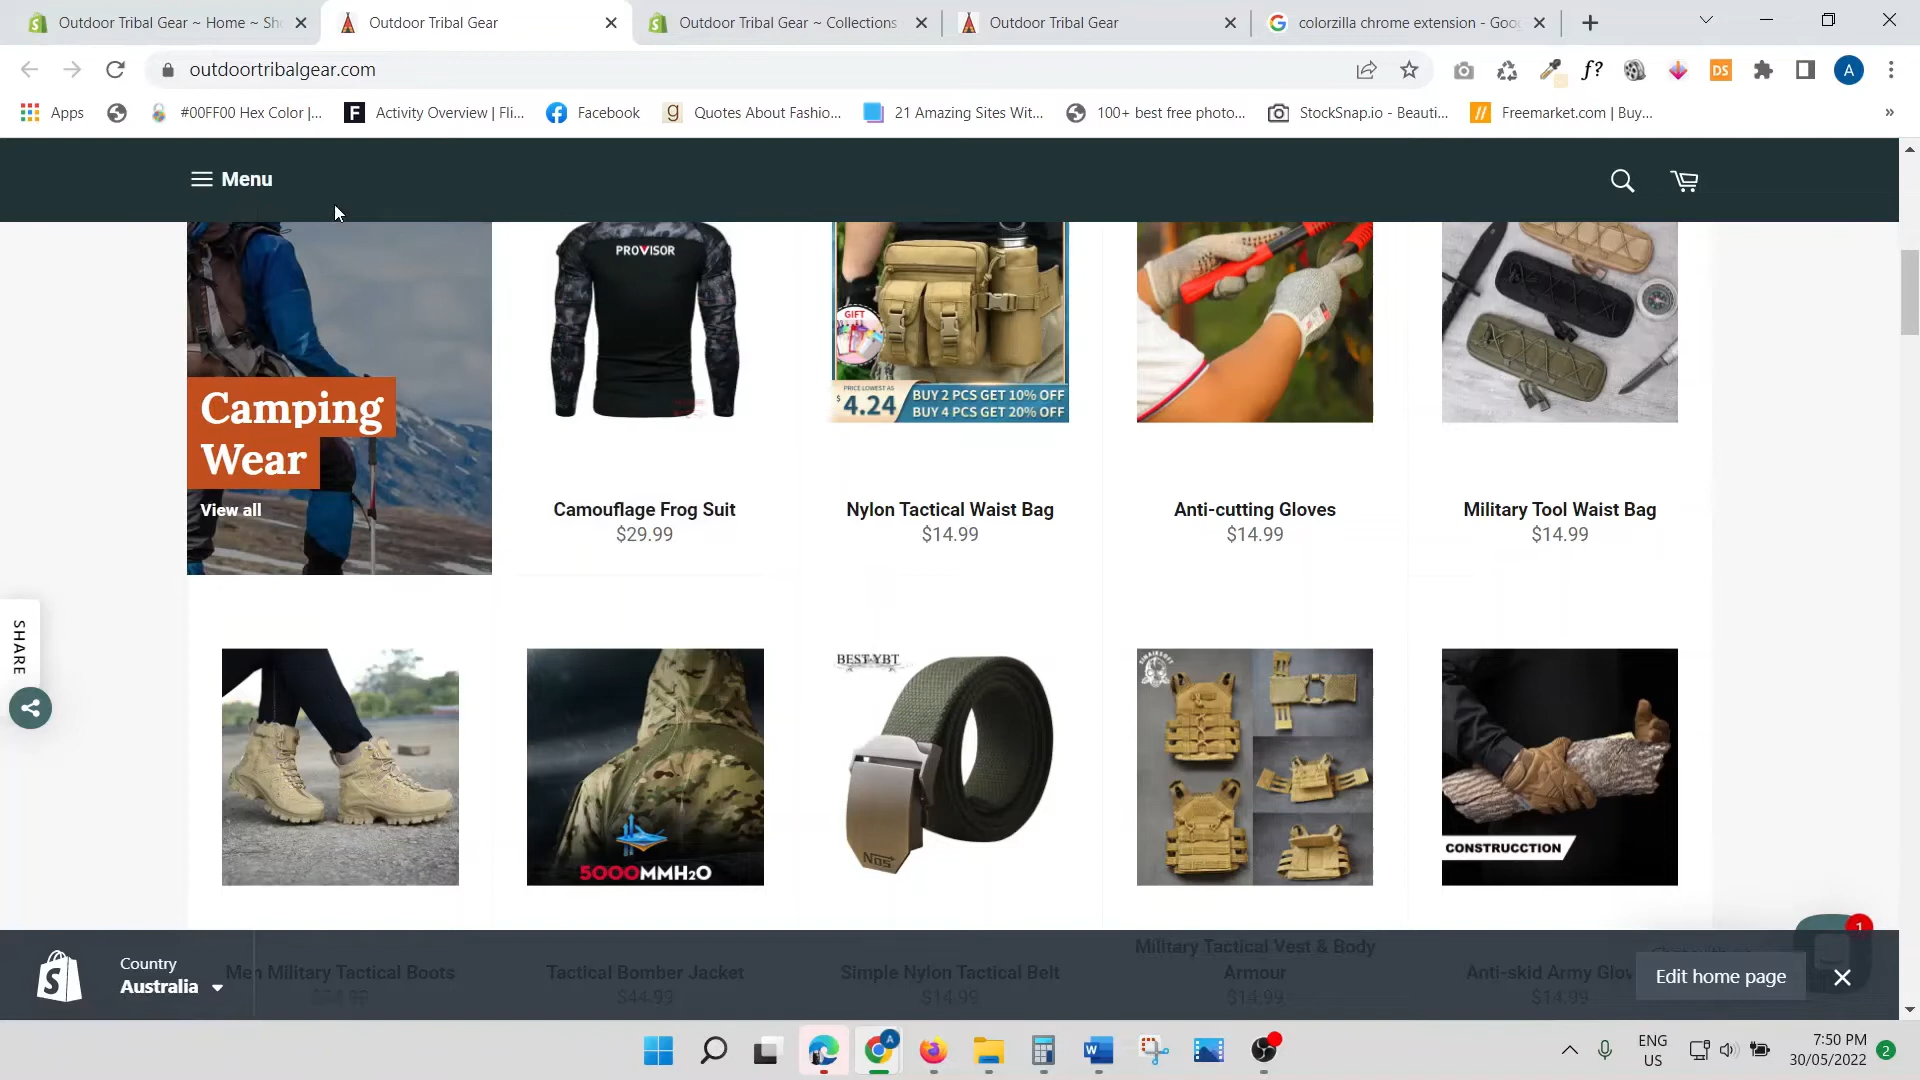 Outdoor Tribal Gear ~ Home ~ Sh
Outdoor Tribal Gear
Outdoor Tribal Gear ~ Collections
Outdoor Tribal Gear
colorzilla chrome extension - Goo
outdoortribalgear.com
f?
DS
A
Apps
#00FF00 Hex Color |...
Activity Overview | Fli...
Facebook
Quotes About Fashio...
21 Amazing Sites Wit...
100+ best free photo...
StockSnap.io - Beauti...
Freemarket.com | Buy...
»
Menu
PROVISOR
GIFT
PRICE LOWEST AS
$4.24
BUY 2 PCS GET 10% OFF
BUY 4 PCS GET 20% OFF
Camping
Wear
View all
Camouflage Frog Suit
$29.99
Nylon Tactical Waist Bag
$14.99
Anti-cutting Gloves
$14.99
Military Tool Waist Bag
$14.99
SHARE
5000MMH2O
BEST-YBT
Nos
CONSTRUCCTION
1
Country
Australia
Men Military Tactical Boots
Tactical Bomber Jacket
$44.99
Simple Nylon Tactical Belt
$14.99
Military Tactical Vest & Body
Armour
$14.99
Anti-skid Army Glov
$14.99
Edit home page
ENG
US
7:50 PM
30/05/2022
2